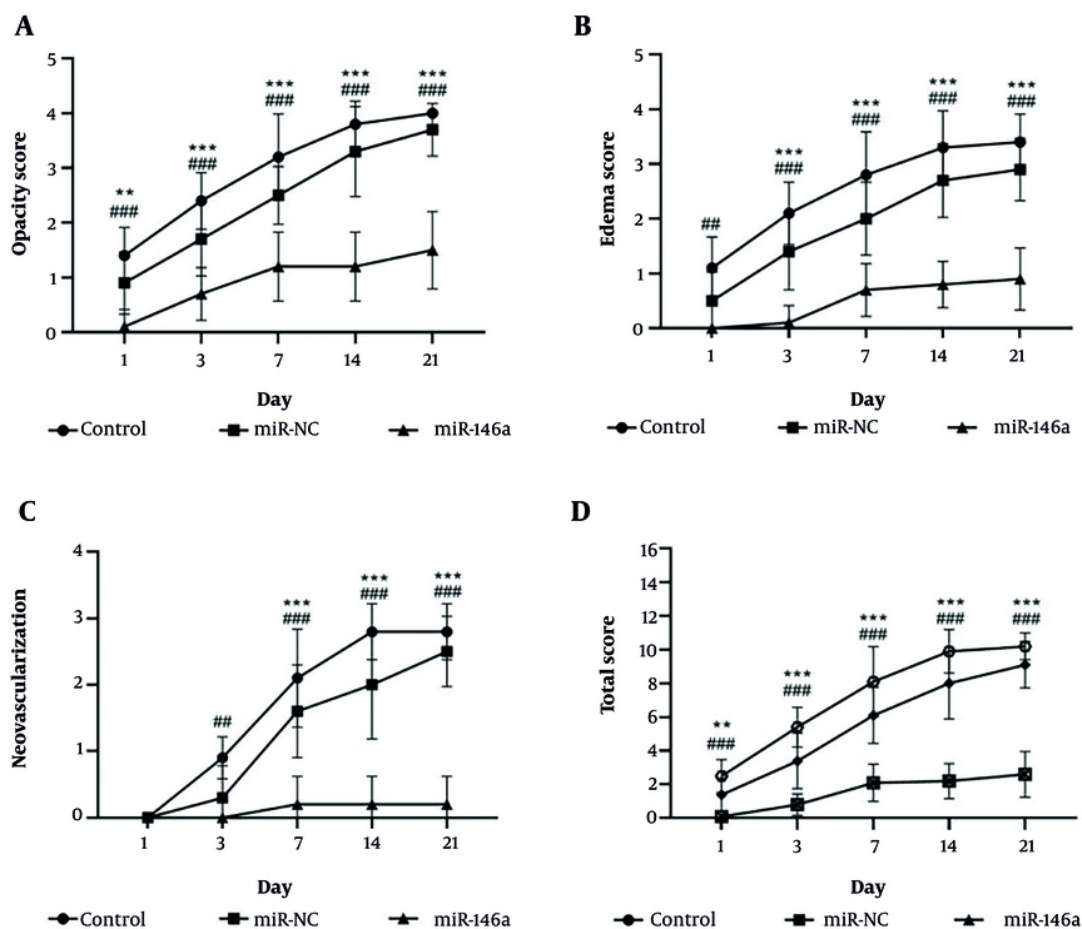 A
Opacity score
5
4
3
2
1
0
** ###
*** ###
*** ###
*** ###
*** ###
1 3 7 14 21
Day
Control miR-NC miR-146a
B
Edema score
5
4
3
2
1
0
##
*** ###
*** ###
*** ###
*** ###
1 3 7 14 21
Day
Control miR-NC miR-146a
C
Neovascularization
4
3
2
1
0
##
*** ###
*** ###
*** ###
1 3 7 14 21
Day
Control miR-NC miR-146a
D
Total score
16
14
12
10
8
6
4
2
0
** ###
*** ###
*** ###
*** ###
*** ###
1 3 7 14 21
Day
Control miR-NC miR-146a